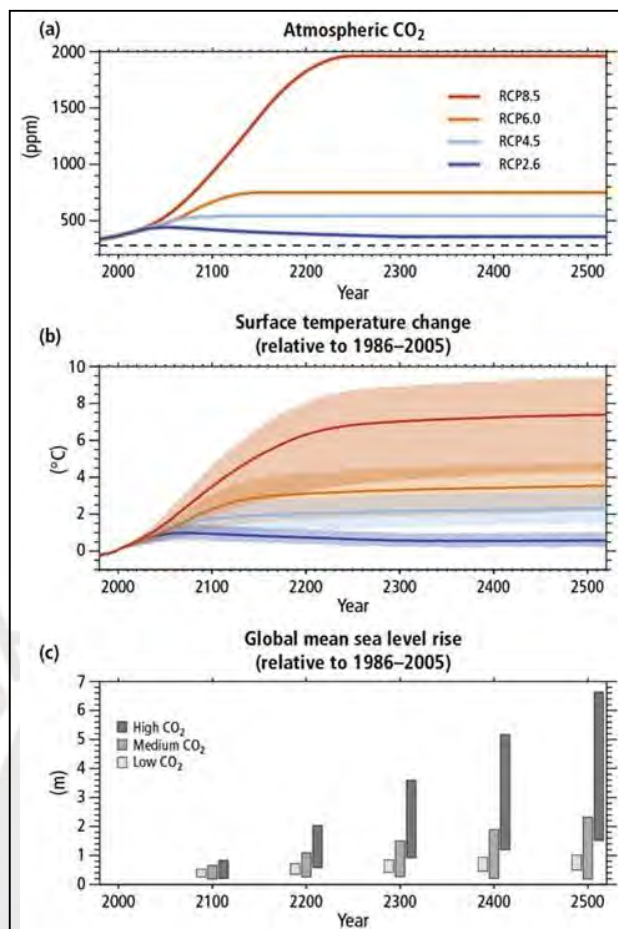 (a)
Atmospheric CO₂
2000
1500
1000
500
(ppm)
RCP8.5
RCP6.0
RCP4.5
RCP2.6
2000 2100 2200 2300 2400 2500
Year
(b)
Surface temperature change
(relative to 1986–2005)
10
8
6
4
2
0
(°C)
2000 2100 2200 2300 2400 2500
Year
(c)
Global mean sea level rise
(relative to 1986–2005)
7
6
5
4
3
2
1
0
(m)
High CO₂
Medium CO₂
Low CO₂
2000 2100 2200 2300 2400 2500
Year